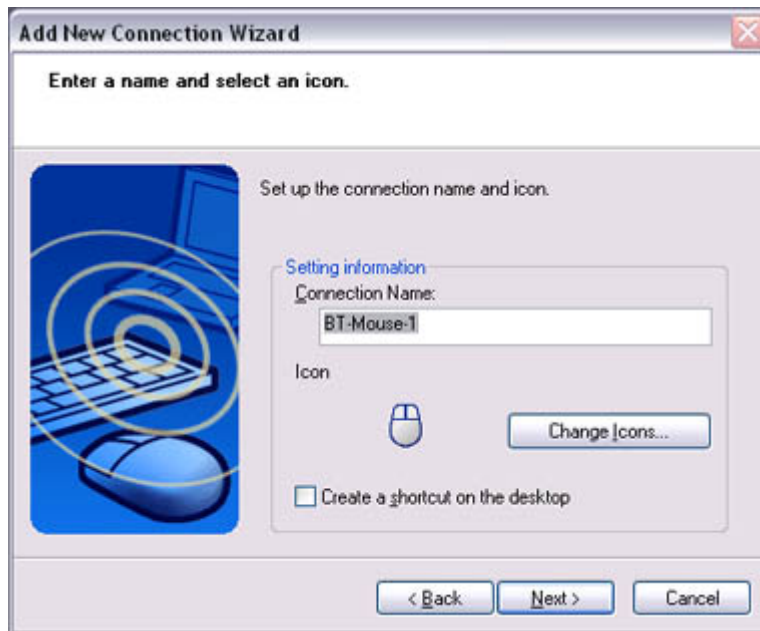 Add New Connection Wizard
Enter a name and select an icon.
Set up the connection name and icon.
Setting information
Connection Name:
BT-Mouse-1
Icon
Change Icons...
Create a shortcut on the desktop
< Back Next > Cancel